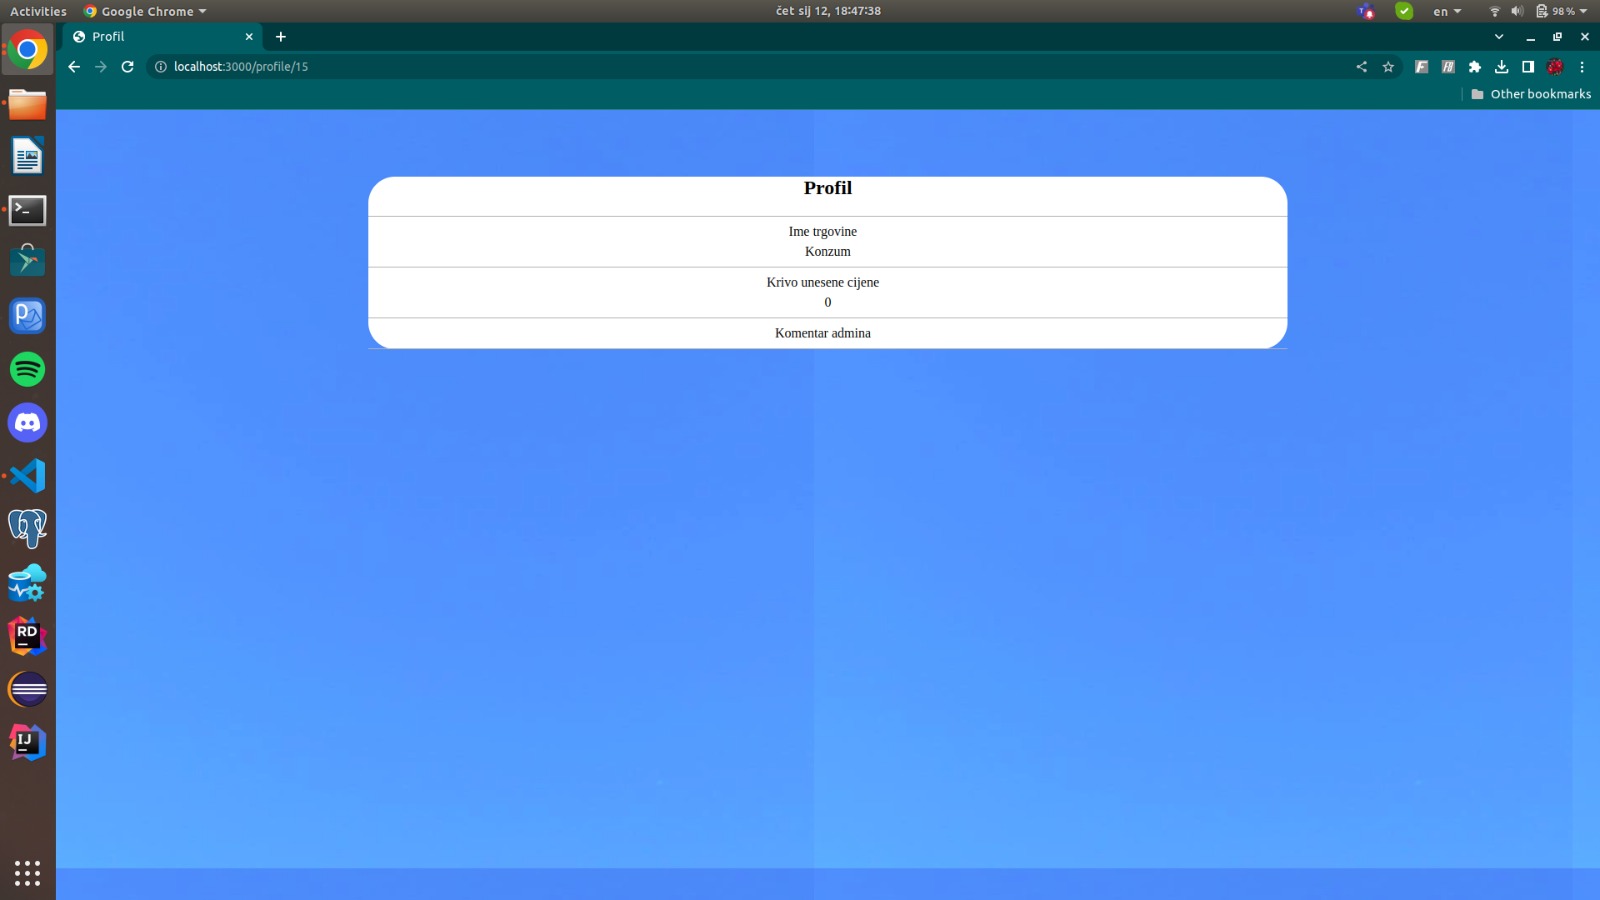 Activities
Google Chrome
čet sij 12, 18:47:38
en
98 %
Profil
localhost:3000/profile/15
Other bookmarks
Profil
Ime trgovine
Konzum
Krivo unesene cijene
0
Komentar admina
RD
IJ